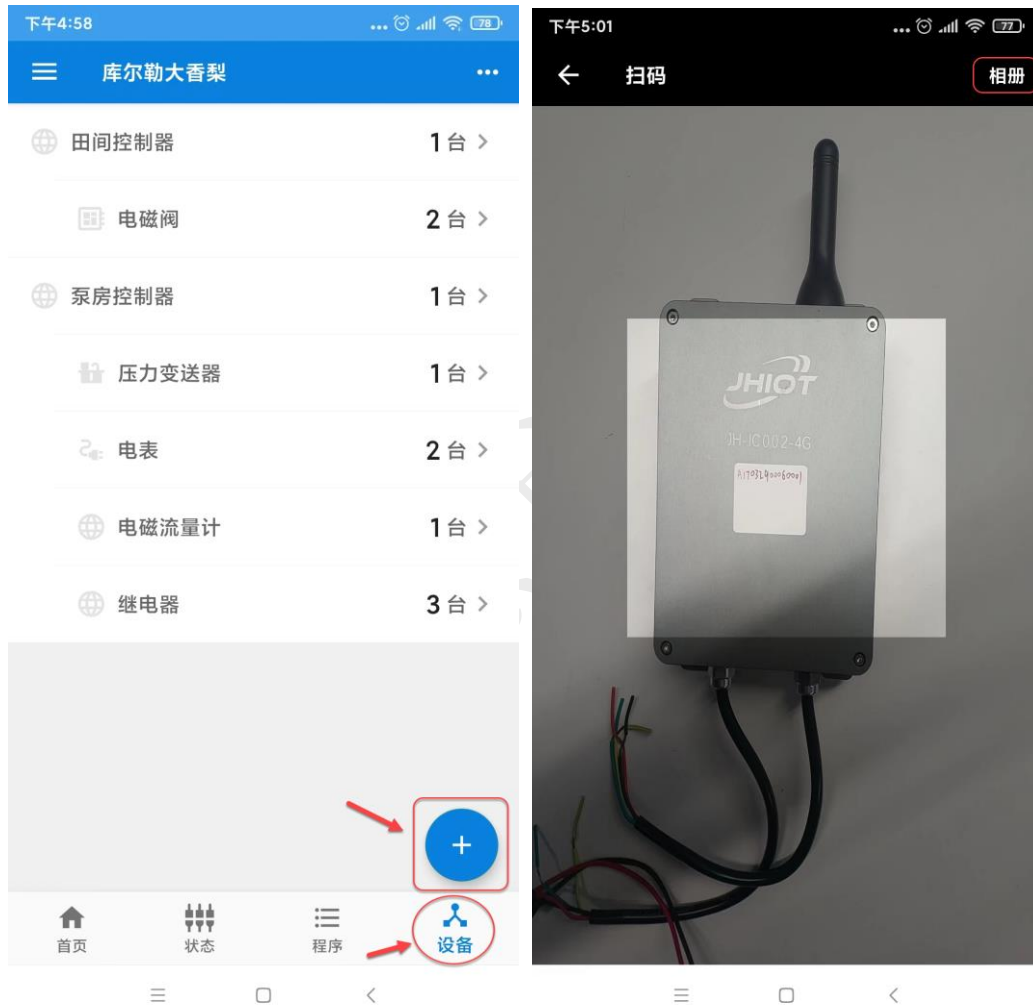 下午4:58
78
库尔勒大香梨
田间控制器
1台
电磁阀
2台
泵房控制器
1台
压力变送器
1台
电表
2台
电磁流量计
1台
继电器
3台
首页
状态
程序
设备
下午5:01
77
扫码
相册
JHIOT
JH-JC002-4G